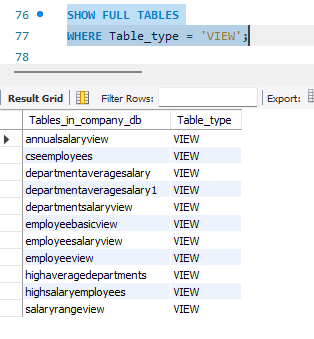 76 SHOW FULL TABLES
77 WHERE Table_type = 'VIEW';
78
Result Grid Filter Rows: Export:
Tables_in_company_db Table_type
annualsalaryview VIEW
cseemployees VIEW
departmentaveragesalary VIEW
departmentaveragesalary1 VIEW
departmentsalaryview VIEW
employeebasicview VIEW
employeesalaryview VIEW
employeeview VIEW
highaveragedepartments VIEW
highsalaryemployees VIEW
salaryrangeview VIEW